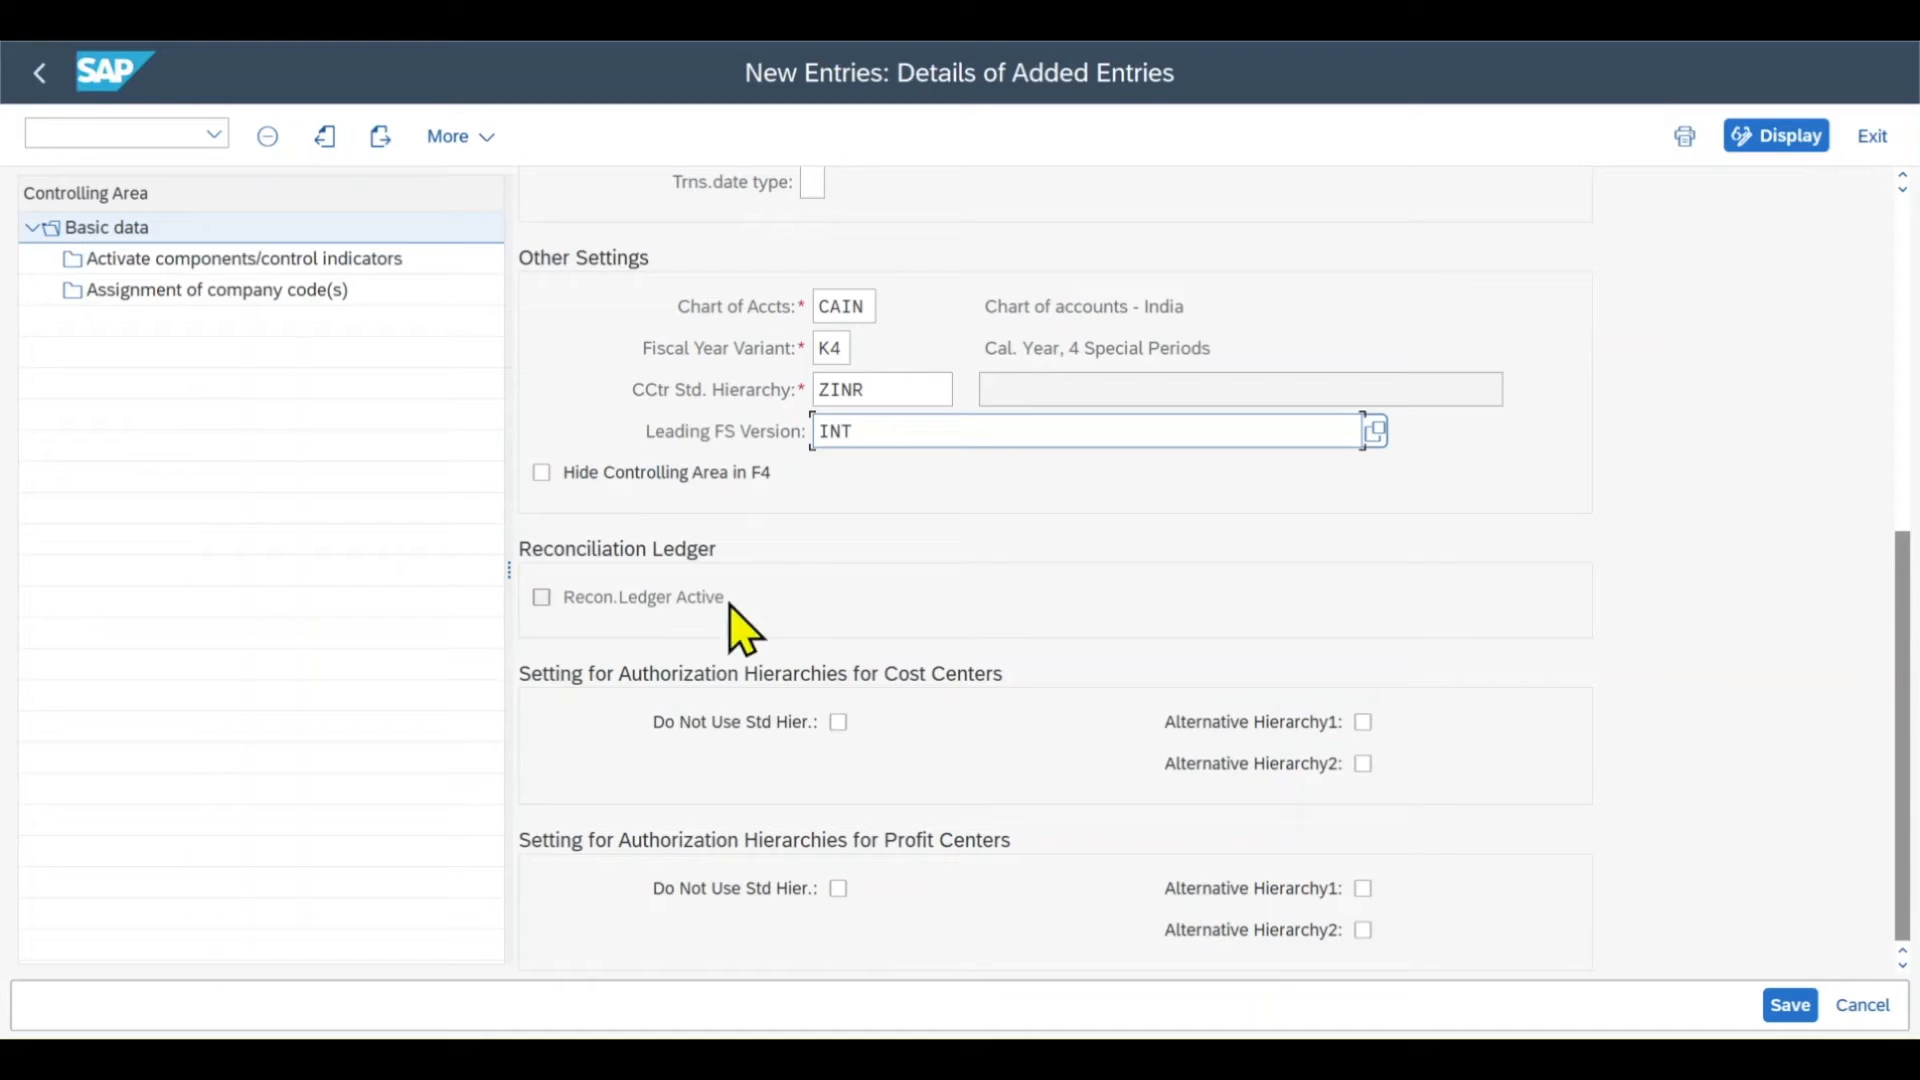 SAP
New Entries: Details of Added Entries
More
Display
Exit
Controlling Area
Basic data
Activate components/control indicators
Assignment of company code(s)
Trns.date type:
Other Settings
Chart of Accts:* CAIN Chart of accounts - India
Fiscal Year Variant:* K4 Cal. Year, 4 Special Periods
CCtr Std. Hierarchy:* ZINR
Leading FS Version: INT
Hide Controlling Area in F4
Reconciliation Ledger
Recon.Ledger Active
Setting for Authorization Hierarchies for Cost Centers
Do Not Use Std Hier.: Alternative Hierarchy1:
Alternative Hierarchy2:
Setting for Authorization Hierarchies for Profit Centers
Do Not Use Std Hier.: Alternative Hierarchy1:
Alternative Hierarchy2:
Save Cancel